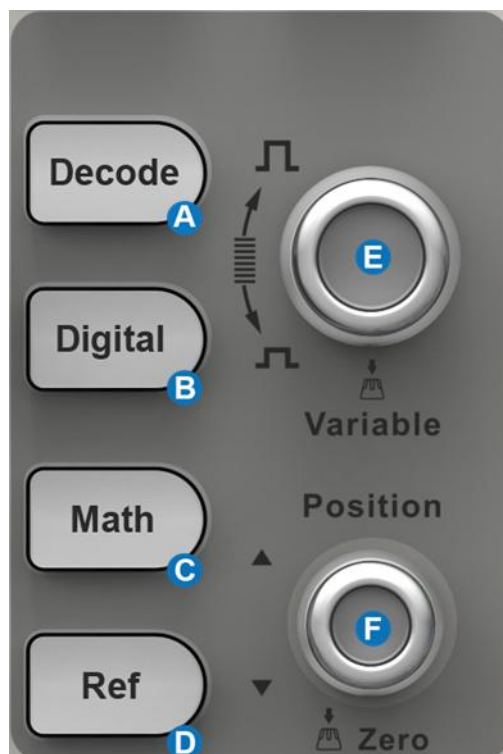 Decode
A
E
Digital
B
Variable
Math
C
Position
F
Ref
D
Zero